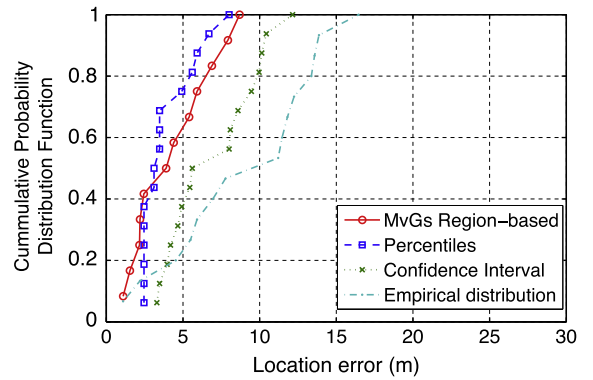 Cummulative Probability
Distribution Function
1
0.8
0.6
0.4
0.2
0
0 5 10 15 20 25 30
Location error (m)
MvGs Region-based
Percentiles
Confidence Interval
Empirical distribution